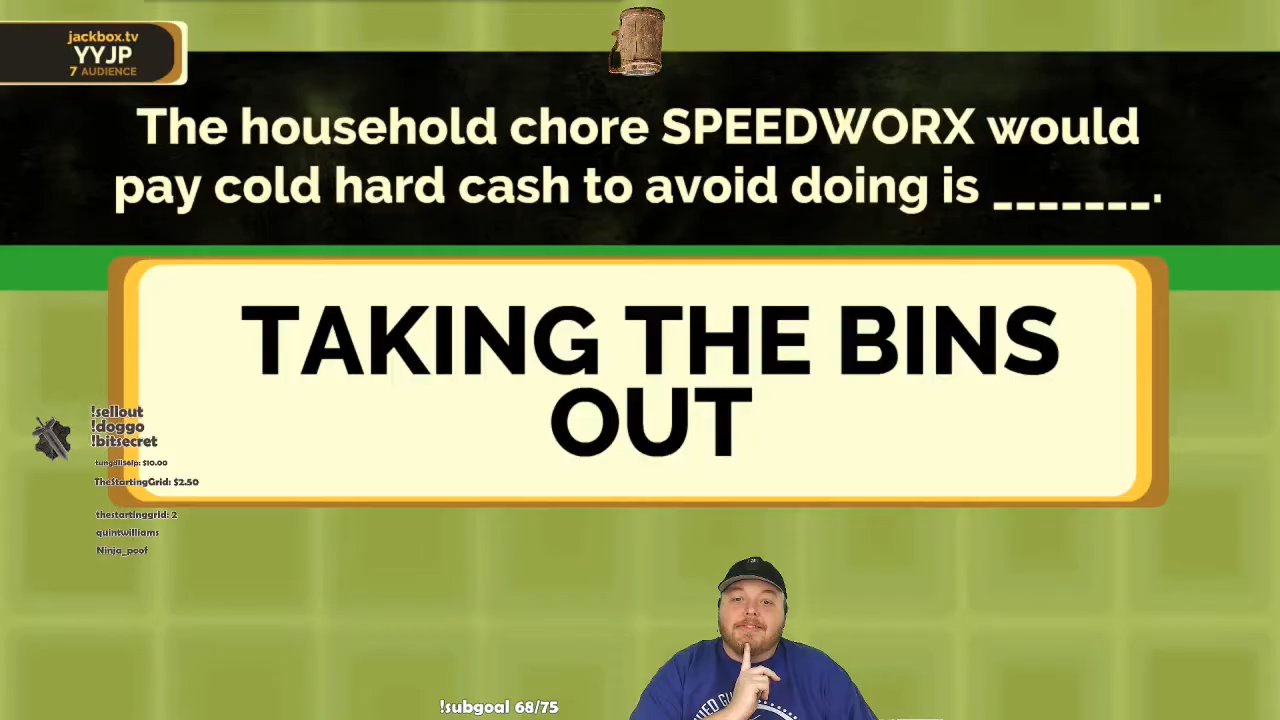 jackbox.tv
YYJP
7 AUDIENCE
The household chore SPEEDWORX would
pay cold hard cash to avoid doing is _______.
TAKING THE BINS
OUT
!sellout
!doggo
!bitsecret
TheStartingGrid: $2.50
thestartinggrid: 2
quintwilliams
Ninja_poof
!subgoal 68/75